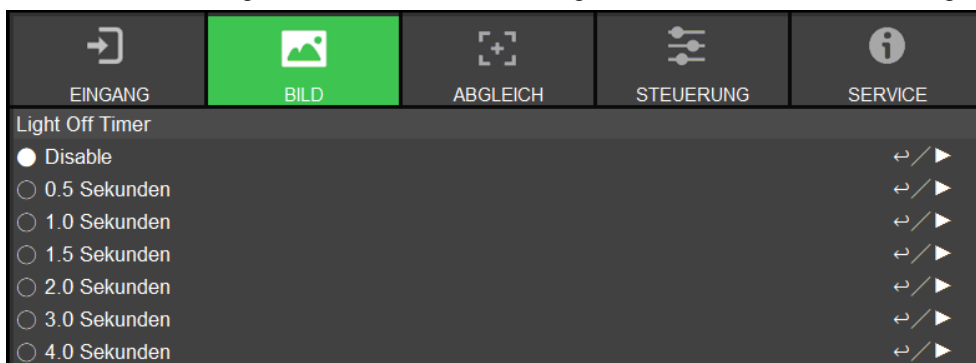 EINGANG BILD ABGLEICH STEUERUNG SERVICE
Light Off Timer
Disable
0.5 Sekunden
1.0 Sekunden
1.5 Sekunden
2.0 Sekunden
3.0 Sekunden
4.0 Sekunden